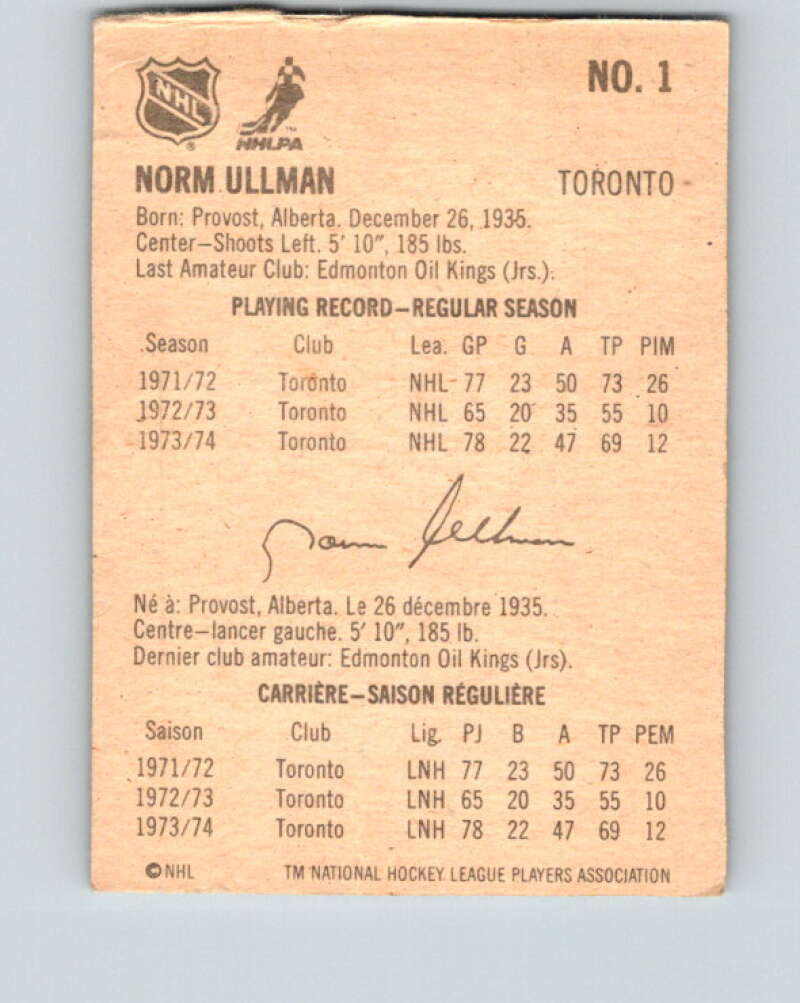 NHL
NHLPA™
NO. 1
NORM ULLMAN TORONTO
Born: Provost, Alberta. December 26, 1935.
Center–Shoots Left. 5′ 10″, 185 lbs.
Last Amateur Club: Edmonton Oil Kings (Jrs.).
PLAYING RECORD–REGULAR SEASON
Season Club Lea. GP G A TP PIM
1971/72 Toronto NHL 77 23 50 73 26
1972/73 Toronto NHL 65 20 35 55 10
1973/74 Toronto NHL 78 22 47 69 12
Norm Ullman
Né à: Provost, Alberta. Le 26 décembre 1935.
Centre–lancer gauche. 5′ 10″, 185 lb.
Dernier club amateur: Edmonton Oil Kings (Jrs).
CARRIÈRE–SAISON RÉGULIÈRE
Saison Club Lig. PJ B A TP PEM
1971/72 Toronto LNH 77 23 50 73 26
1972/73 Toronto LNH 65 20 35 55 10
1973/74 Toronto LNH 78 22 47 69 12
©NHL TM NATIONAL HOCKEY LEAGUE PLAYERS ASSOCIATION